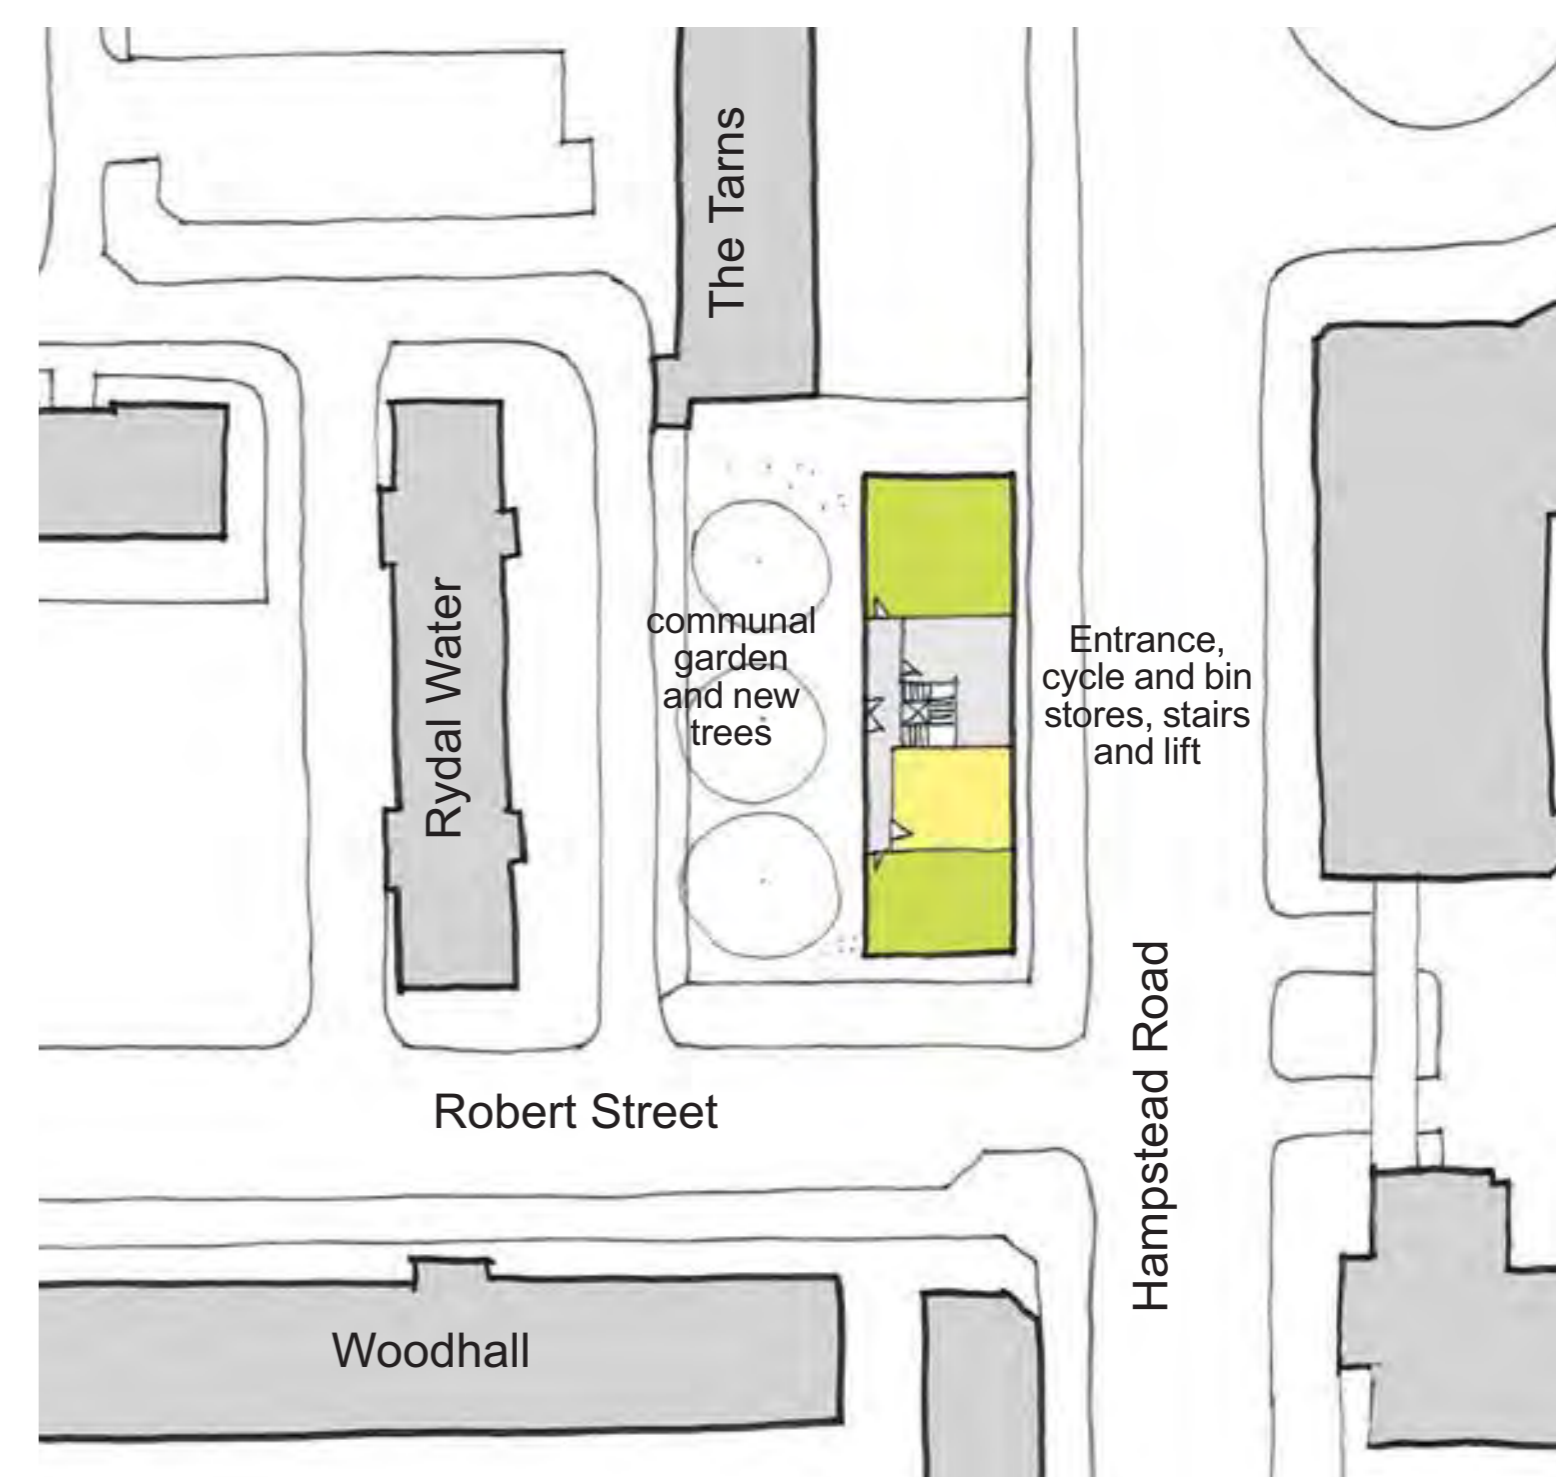 The Tarns
Rydal Water
communal
garden
and new
trees
Entrance,
cycle and bin
stores, stairs
and lift
Hampstead Road
Robert Street
Woodhall